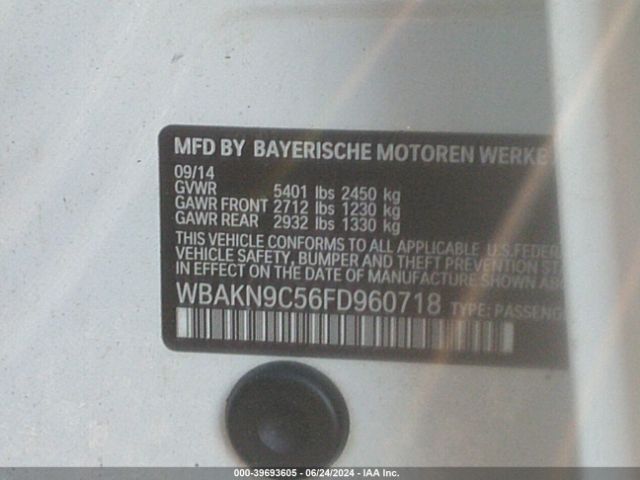 MFD BY BAYERISCHE MOTOREN WERKE
09/14
GVWR 5401 lbs 2450 kg
GAWR FRONT 2712 lbs 1230 kg
GAWR REAR 2932 lbs 1330 kg
THIS VEHICLE CONFORMS TO ALL APPLICABLE U.S.FEDER
VEHICLE SAFETY, BUMPER AND THEFT PREVENTION ST
IN EFFECT ON THE DATE OF MANUFACTURE SHOWN ABO
WBAKN9C56FD960718 TYPE: PASSENG
000-39693605 - 06/24/2024 - IAA Inc.